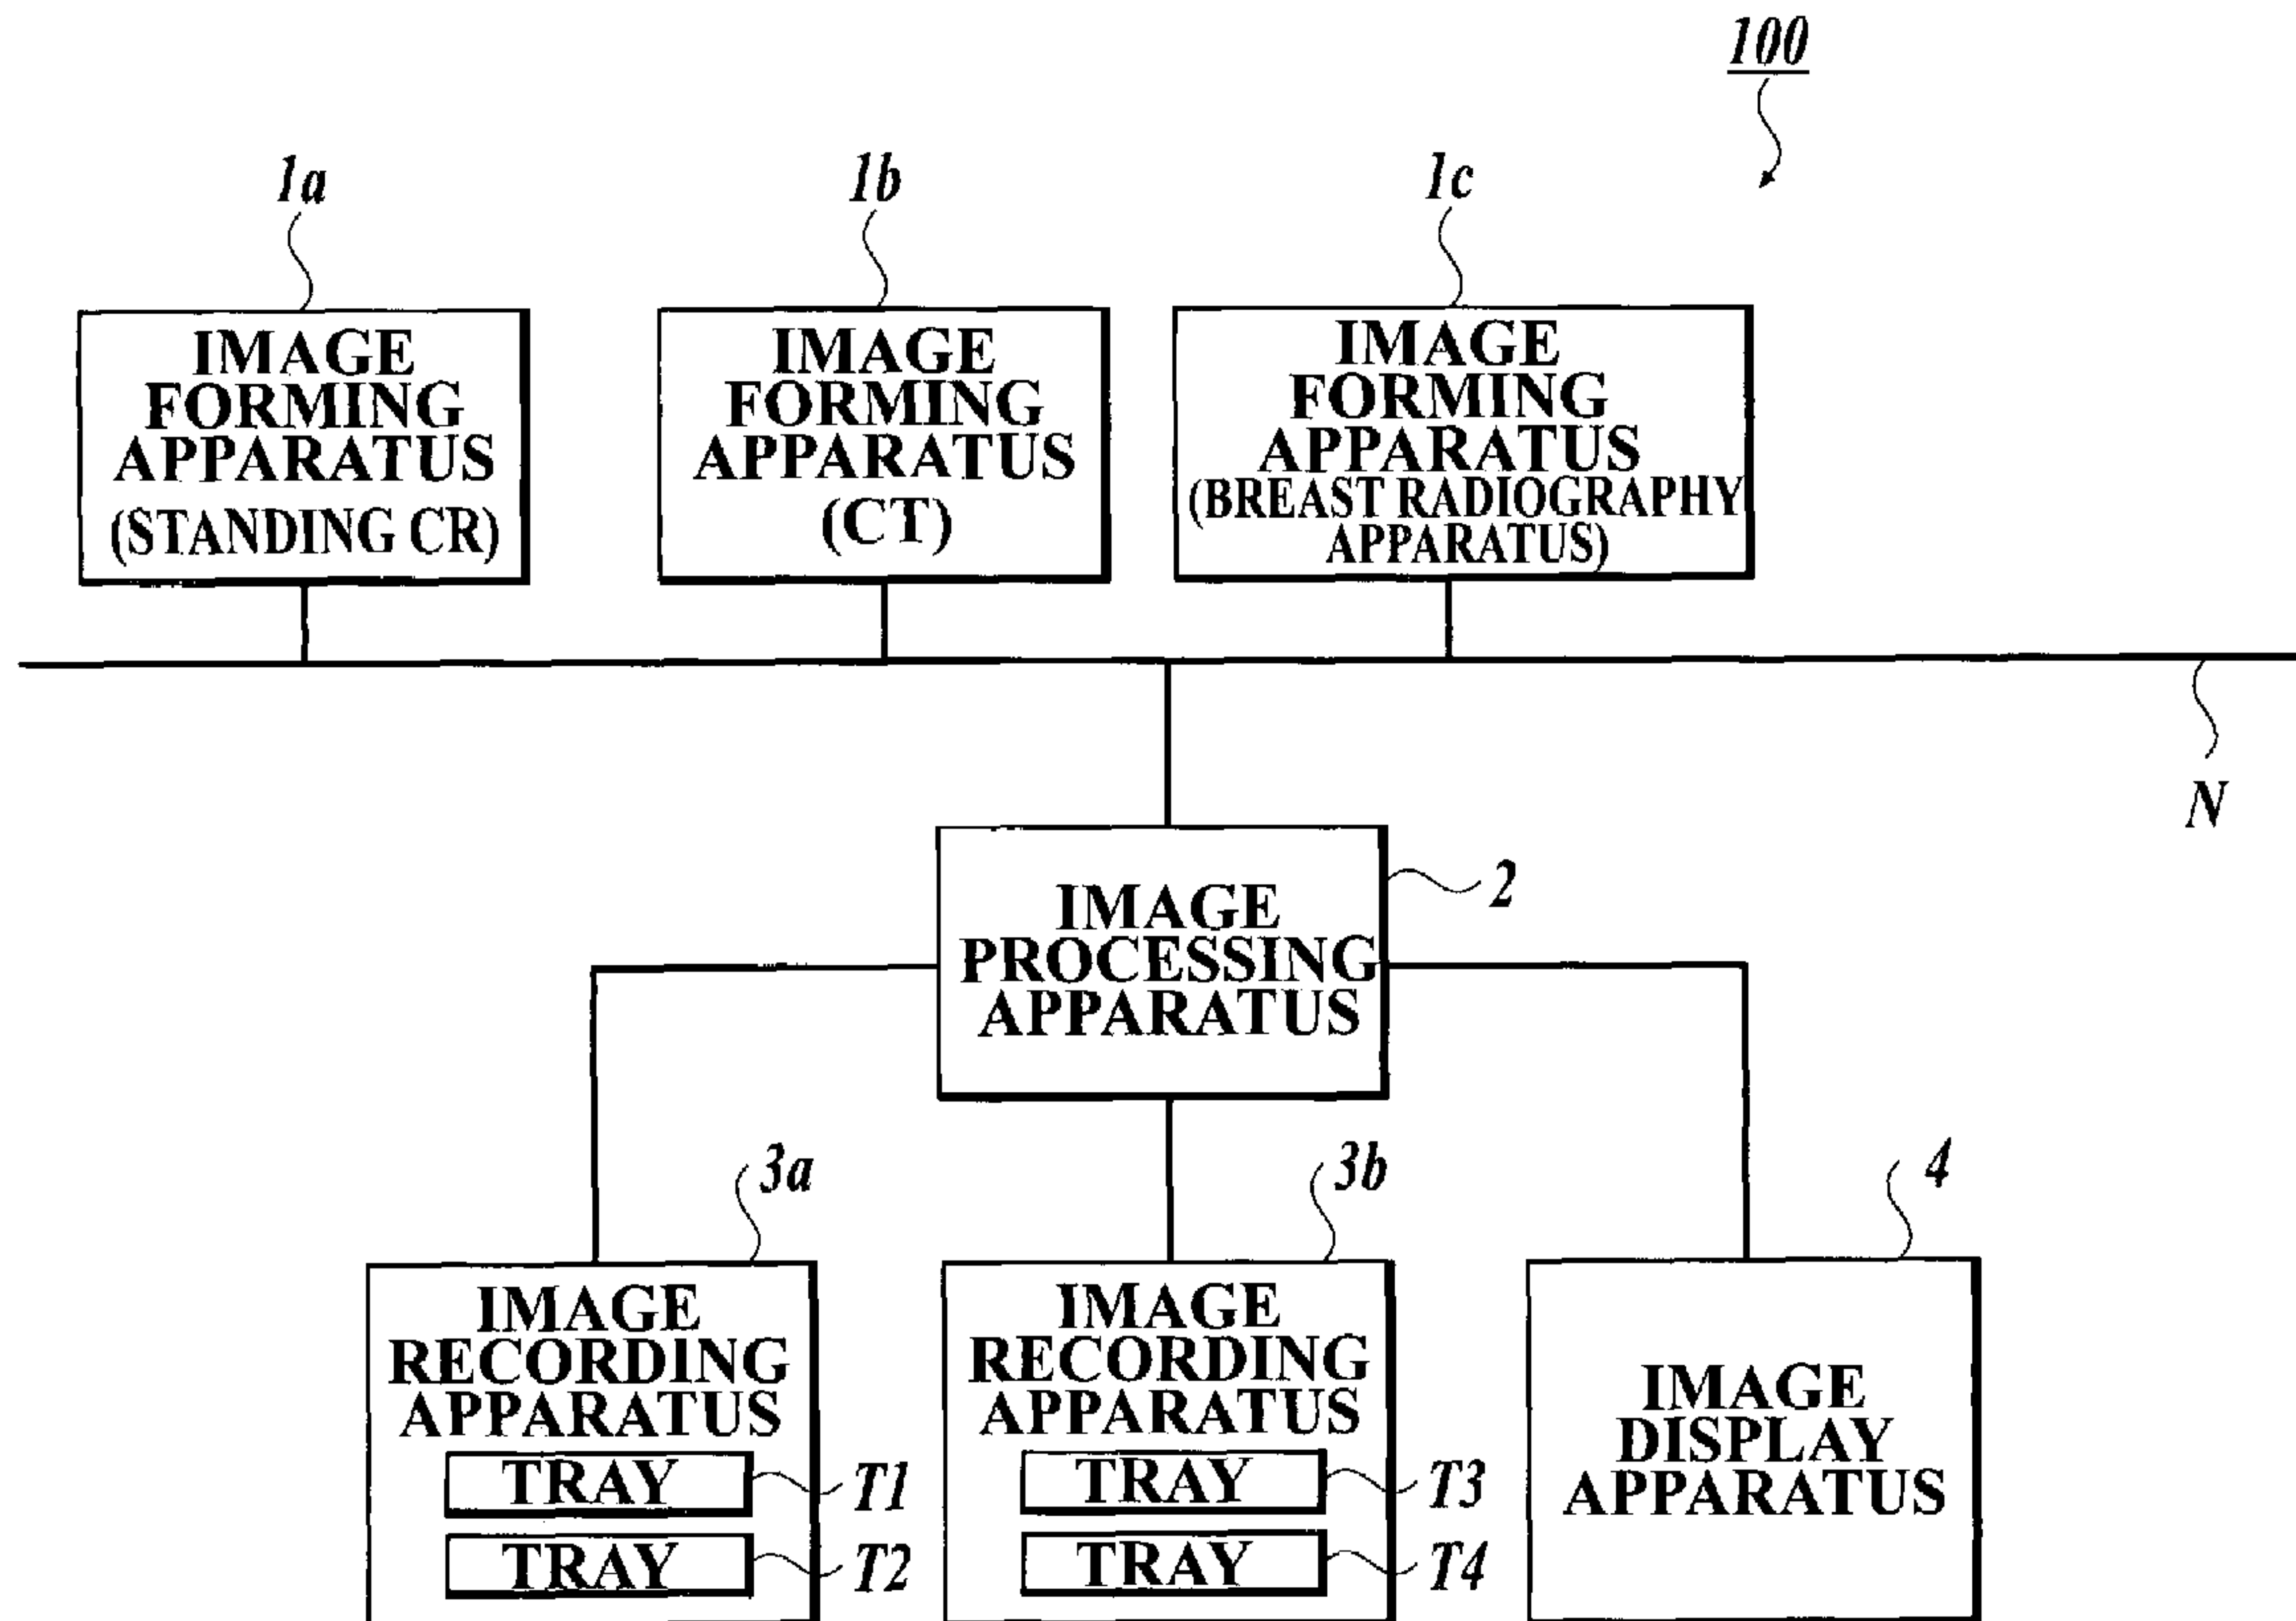 100
1a
1b
1c
IMAGE
FORMING
APPARATUS
(STANDING CR)
IMAGE
FORMING
APPARATUS
(CT)
IMAGE
FORMING
APPARATUS
(BREAST RADIOGRAPHY
APPARATUS)
N
2
IMAGE
PROCESSING
APPARATUS
3a
3b
4
IMAGE
RECORDING
APPARATUS
TRAY
T1
TRAY
T2
IMAGE
RECORDING
APPARATUS
TRAY
T3
TRAY
T4
IMAGE
DISPLAY
APPARATUS